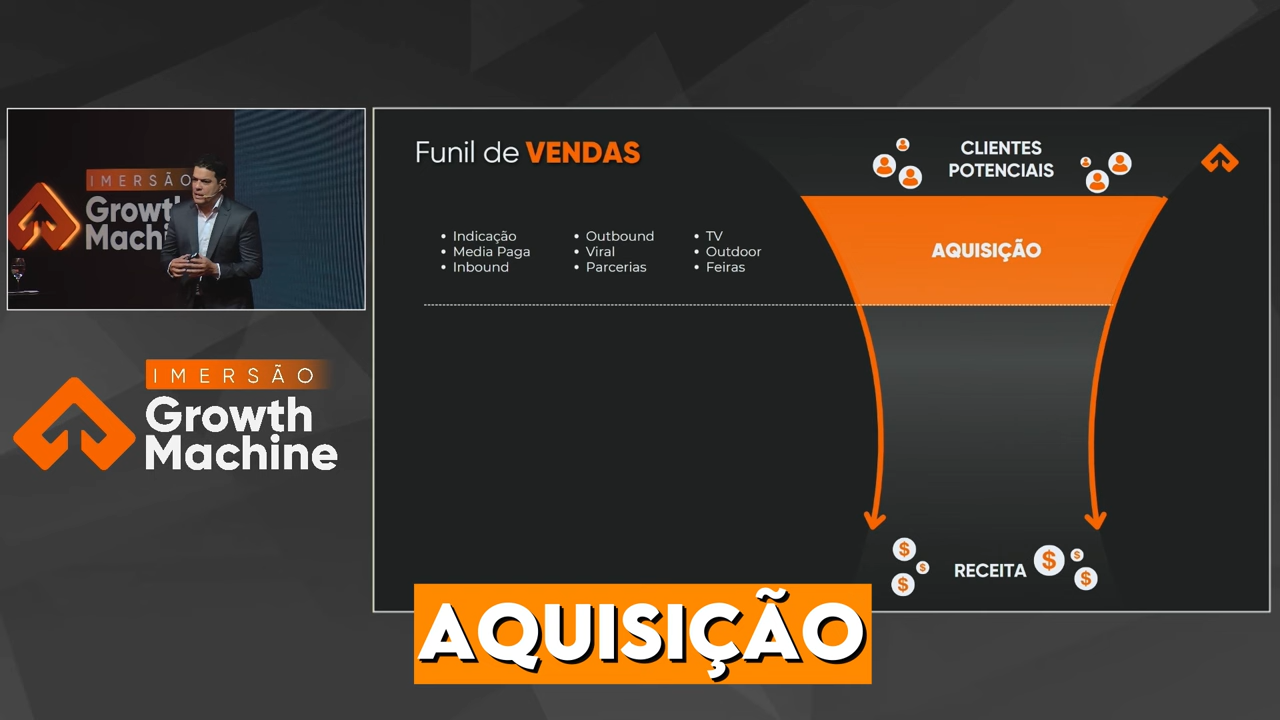 IMERSÃO
Growth
Machine
IMERSÃO
Growth
Machine
Funil de VENDAS
• Indicação
• Media Paga
• Inbound
• Outbound
• Viral
• Parcerias
• TV
• Outdoor
• Feiras
CLIENTES
POTENCIAIS
AQUISIÇÃO
$
$
$
RECEITA
$
$
$
AQUISIÇÃO